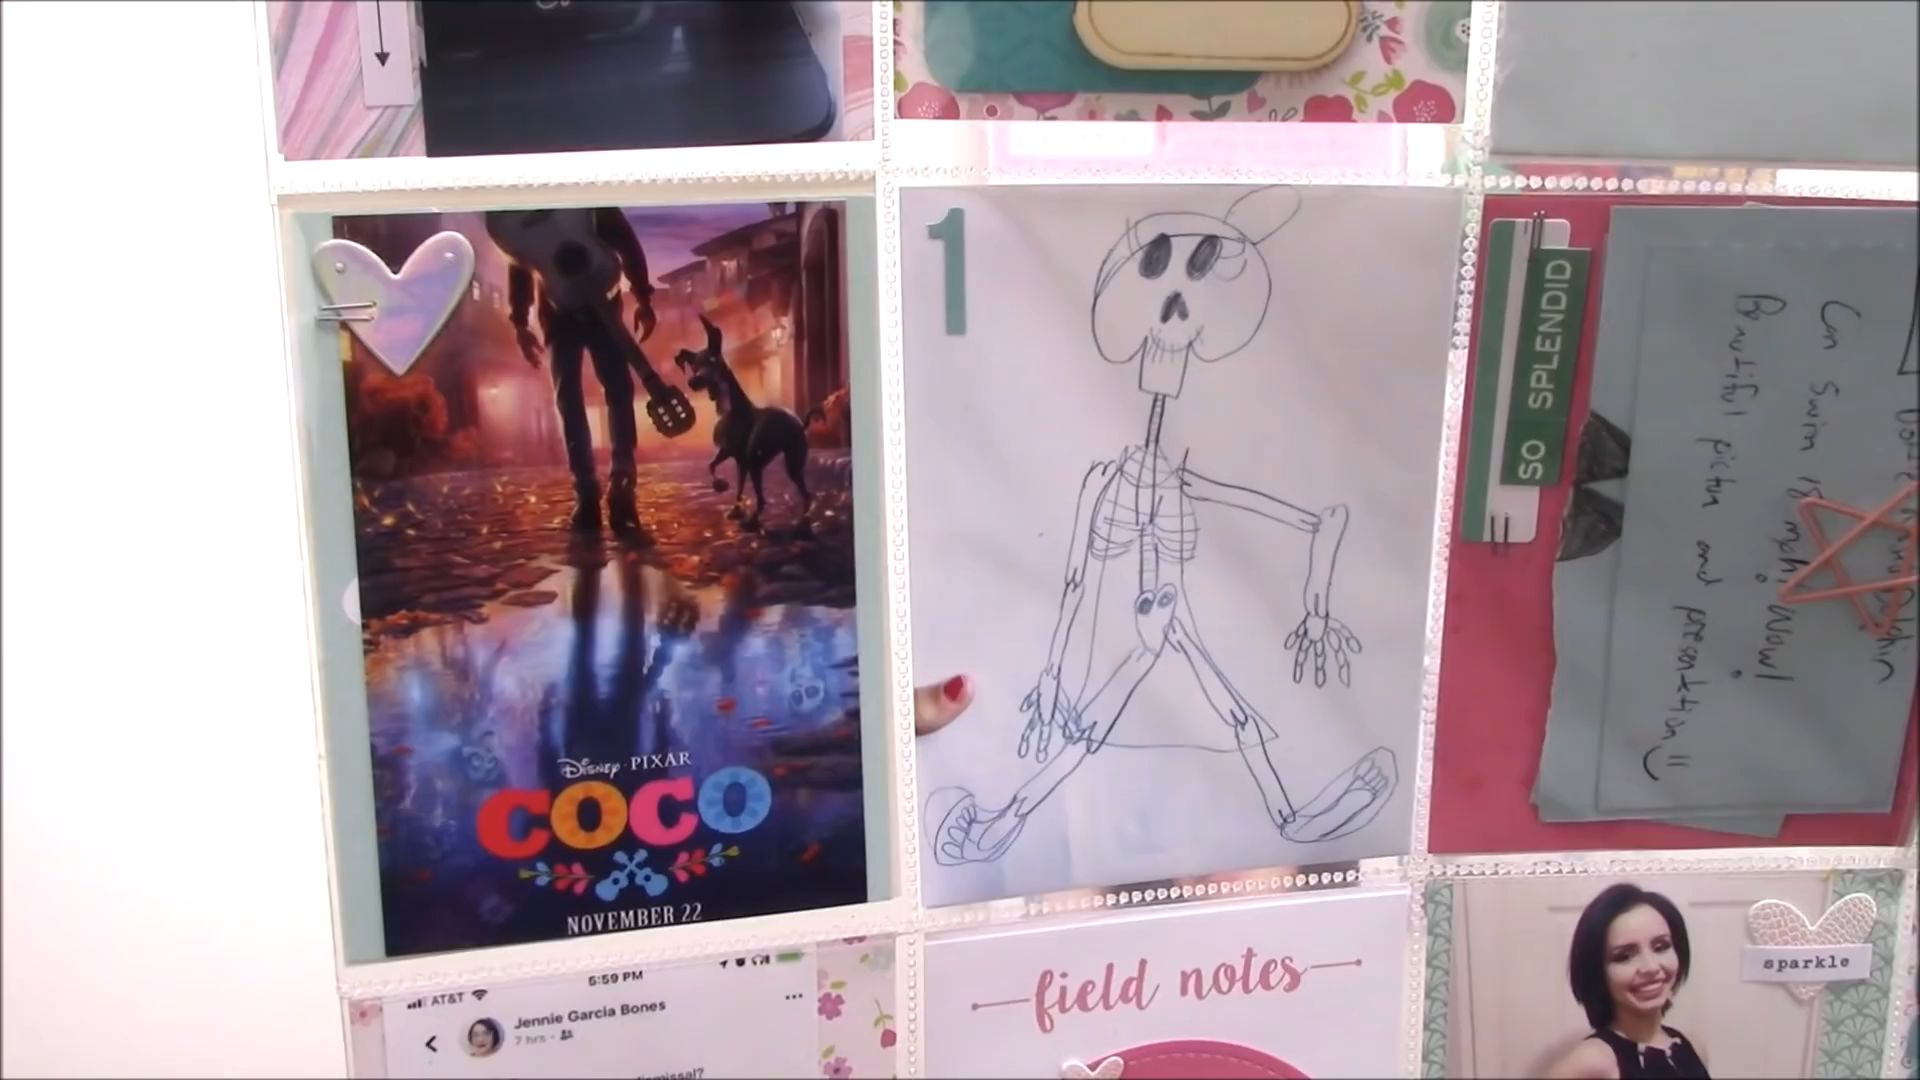 1
DISNEY · PIXAR
COCO
NOVEMBER 22
SO SPLENDID
Can swim 18 mph! Wow!
Beautiful picture and presentation
5:59 PM
AT&T
Jennie Garcia Bones
7 hrs
field notes
sparkle